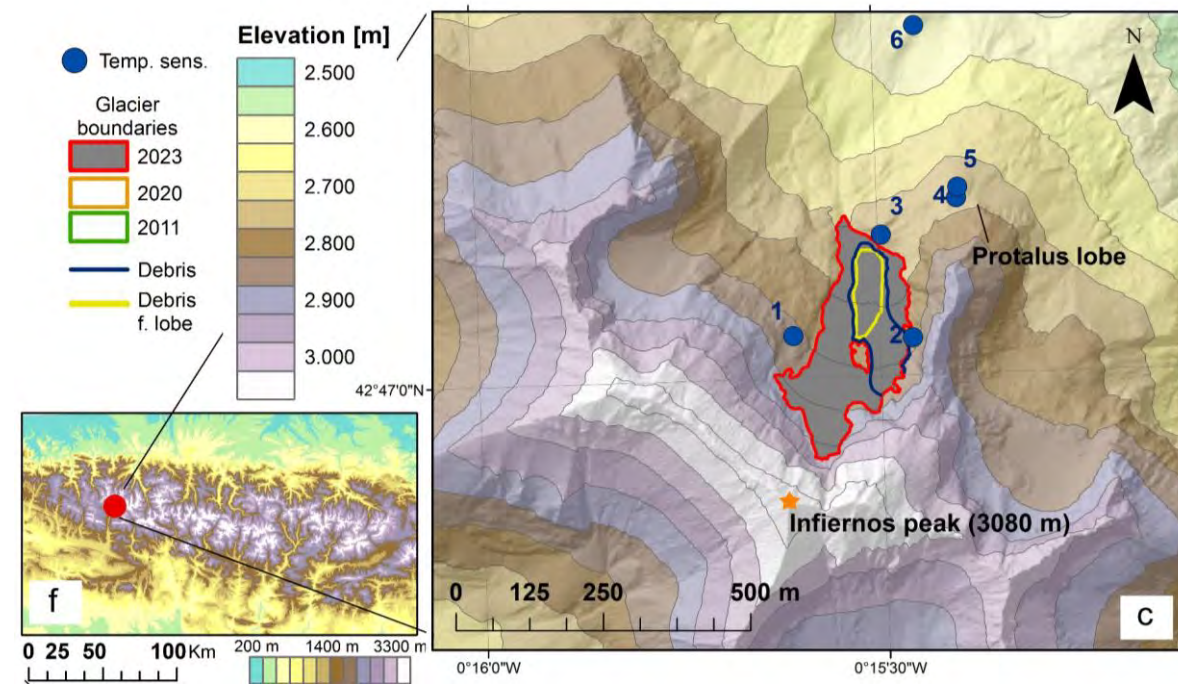 Temp. sens.
Glacier
boundaries
2023
2020
2011
Debris
Debris
f. lobe
Elevation [m]
2.500
2.600
2.700
2.800
2.900
3.000
42°47'0"N
f
0 25 50 100 Km
200 m 1400 m 3300 m
N
6
5
4
3
Protalus lobe
1
2
Infiernos peak (3080 m)
0 125 250 500 m
C
0°16'0"W
0°15'30"W